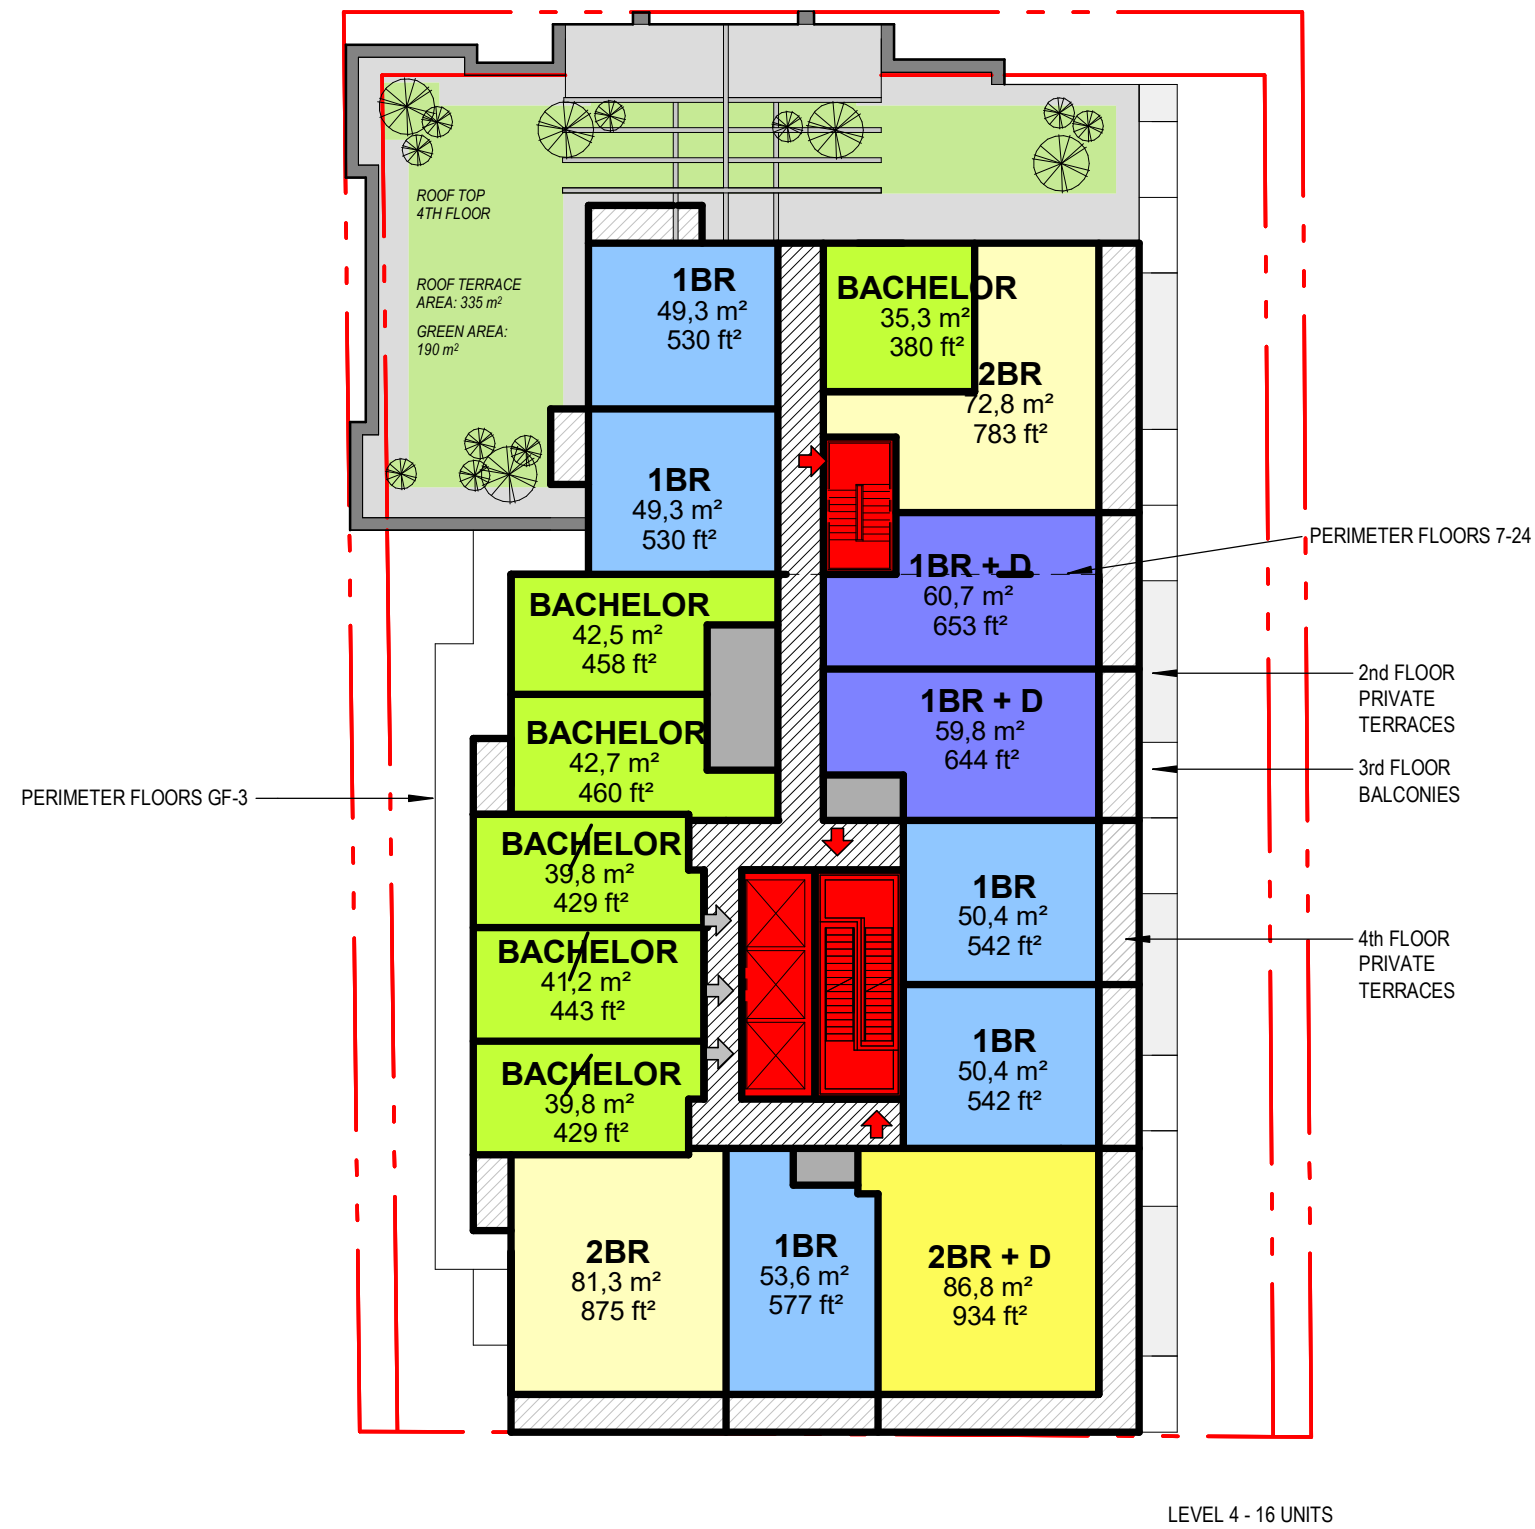 ROOF TOP
4TH FLOOR
ROOF TERRACE
AREA: 335 m²
GREEN AREA:
190 m²
1BR
49,3 m²
530 ft²
BACHELOR
35,3 m²
380 ft²
2BR
72,8 m²
783 ft²
1BR
49,3 m²
530 ft²
PERIMETER FLOORS 7-24
1BR + D
60,7 m²
653 ft²
BACHELOR
42,5 m²
458 ft²
2nd FLOOR
PRIVATE
TERRACES
1BR + D
59,8 m²
644 ft²
BACHELOR
42,7 m²
460 ft²
3rd FLOOR
BALCONIES
PERIMETER FLOORS GF-3
BACHELOR
39,8 m²
429 ft²
1BR
50,4 m²
542 ft²
BACHELOR
41,2 m²
443 ft²
4th FLOOR
PRIVATE
TERRACES
1BR
50,4 m²
542 ft²
BACHELOR
39,8 m²
429 ft²
2BR
81,3 m²
875 ft²
1BR
53,6 m²
577 ft²
2BR + D
86,8 m²
934 ft²
LEVEL 4 - 16 UNITS